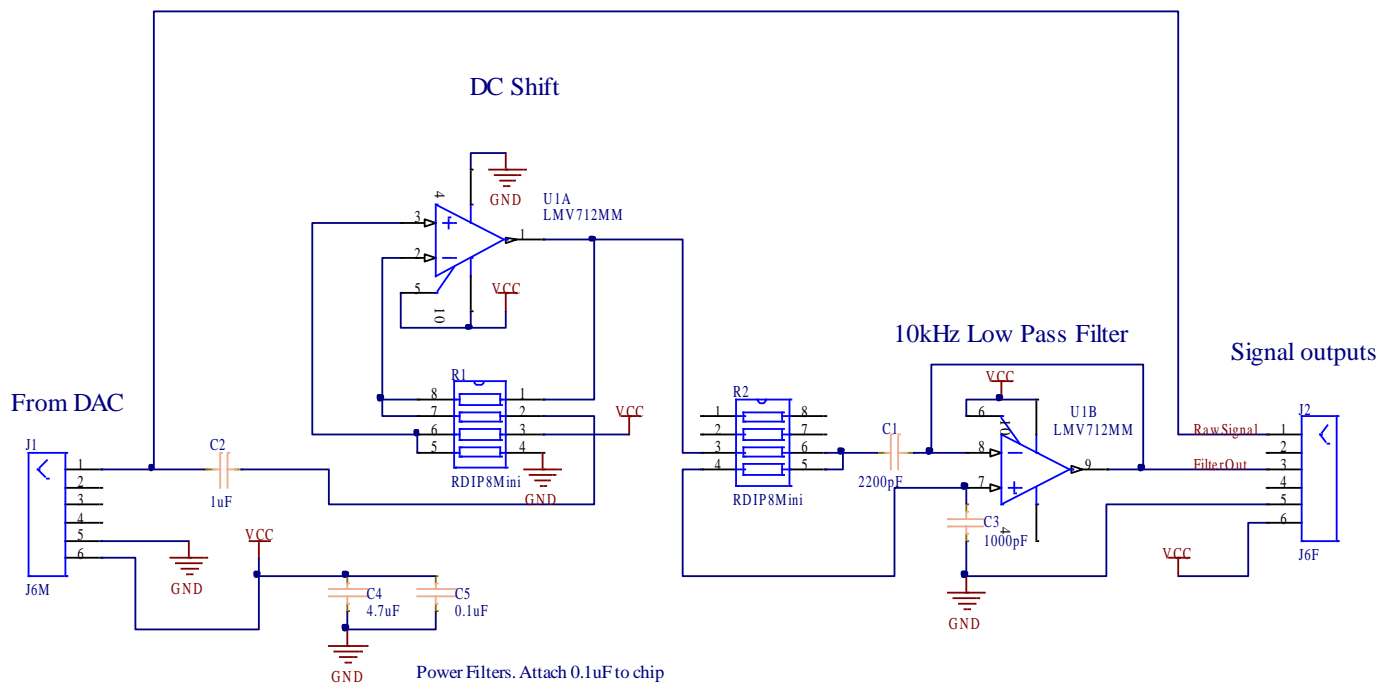 DC Shift
4
GND
U1A
LMV712MM
3
1
2
5
VCC
10
10kHz Low Pass Filter
Signal outputs
From DAC
R1
8
1
7
2
6
3
5
4
VCC
RDIP8Mini
GND
R2
1
8
2
7
3
6
4
5
RDIP8Mini
C1
2200pF
VCC
6
10
U1B
LMV712MM
8
9
7
4
C3
1000pF
GND
J2
RawSignal
1
2
FilterOut
3
4
5
6
J6F
VCC
J1
1
2
3
4
5
6
J6M
C2
1uF
GND
VCC
C4
4.7uF
C5
0.1uF
GND
Power Filters. Attach 0.1uF to chip